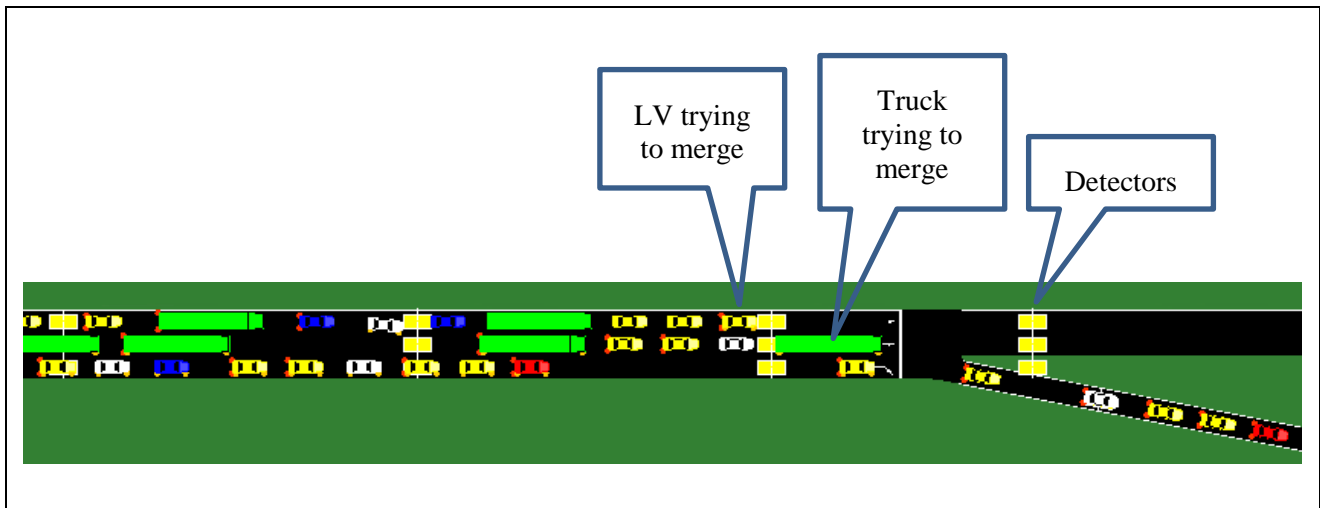 LV trying
to merge
Truck
trying to
merge
Detectors